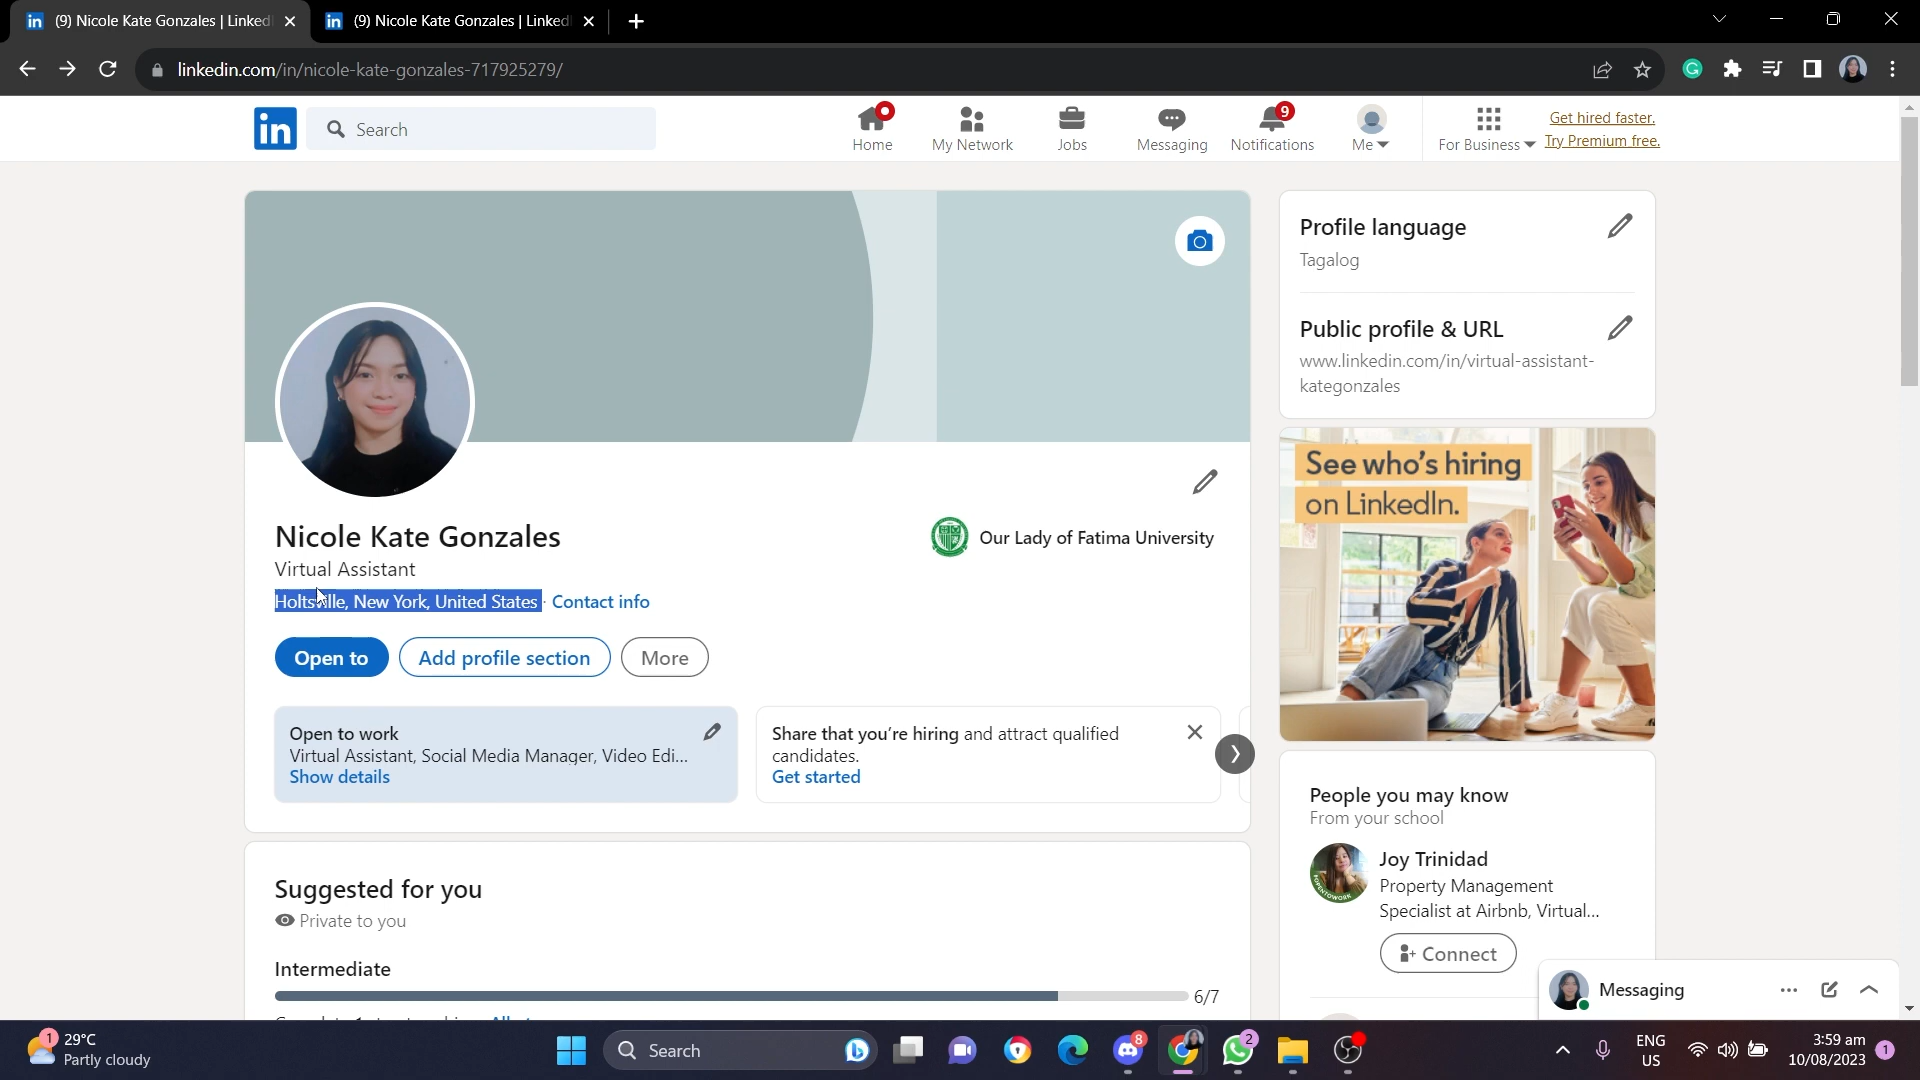 (9) Nicole Kate Gonzales | Linked
(9) Nicole Kate Gonzales | Linked
linkedin.com/in/nicole-kate-gonzales-717925279/
in
Search
Home
My Network
Jobs
Messaging
9
Notifications
Me
For Business
Get hired faster.
Try Premium free.
Profile language
Tagalog
Public profile & URL
www.linkedin.com/in/virtual-assistant-
kategonzales
See who's hiring
on LinkedIn.
Nicole Kate Gonzales
Our Lady of Fatima University
Virtual Assistant
Holtsville, New York, United States · Contact info
Open to
Add profile section
More
Open to work
Virtual Assistant, Social Media Manager, Video Edi...
Show details
Share that you're hiring and attract qualified
candidates.
Get started
Suggested for you
Private to you
Intermediate
6/7
People you may know
From your school
Joy Trinidad
Property Management
Specialist at Airbnb, Virtual...
Connect
Messaging
1
29°C
Partly cloudy
Search
8
2
ENG
US
3:59 am
10/08/2023
1